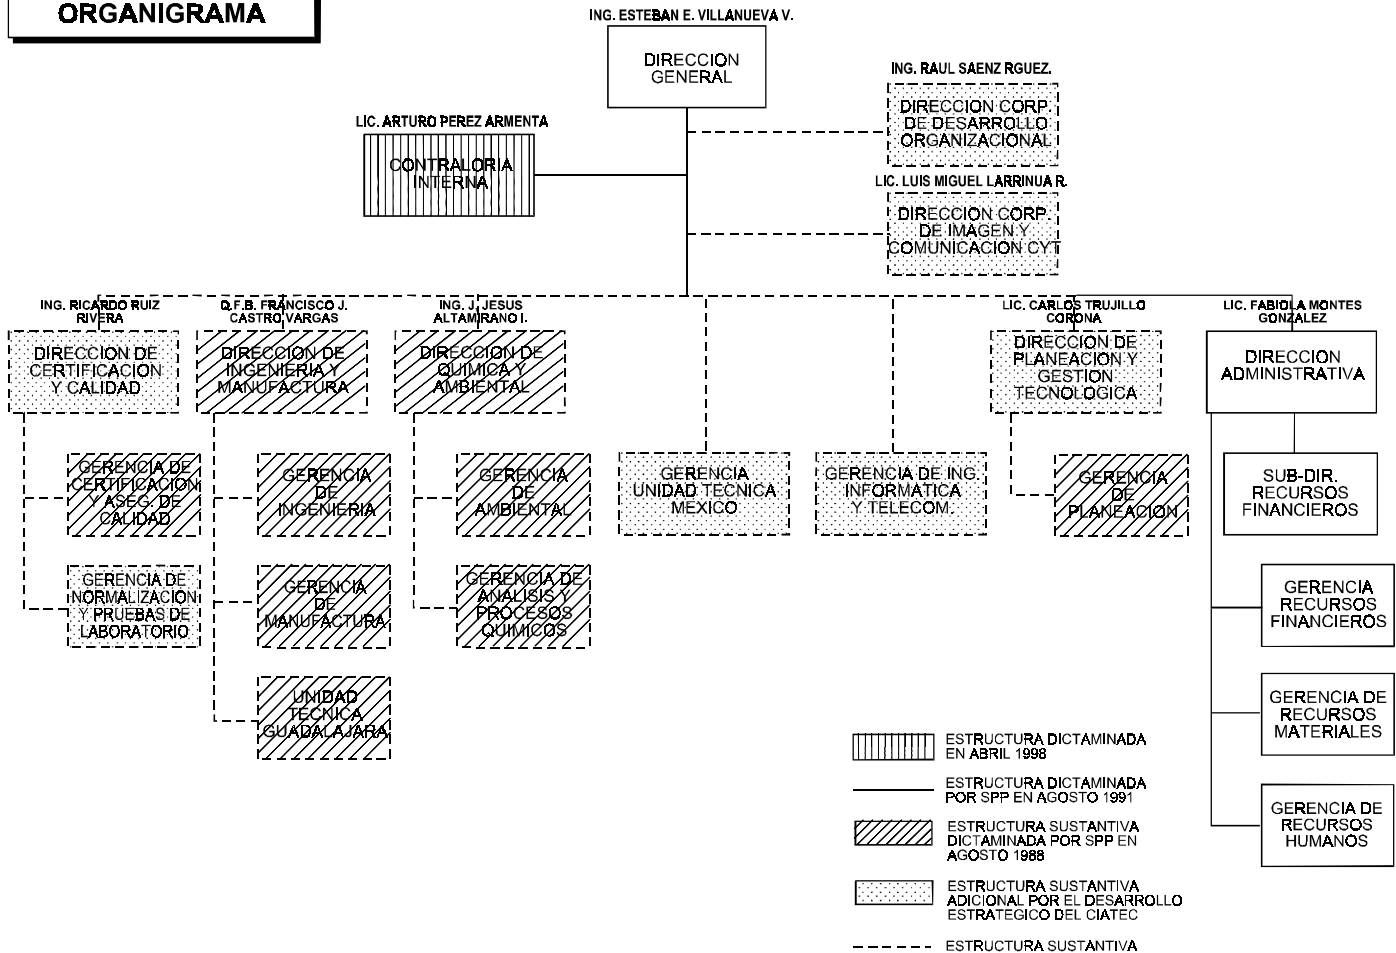 ORGANIGRAMA
ING. ESTEBAN E. VILLANUEVA V.
DIRECCION
GENERAL
ING. RAUL SAENZ RGUEZ.
DIRECCION CORP.
DE DESARROLLO
ORGANIZACIONAL
LIC. ARTURO PEREZ ARMENTA
CONTRALORIA
INTERNA
LIC. LUIS MIGUEL LARRINUA R.
DIRECCION CORP.
DE IMAGEN Y
COMUNICACION CYT
ING. RICARDO RUIZ
RIVERA
DIRECCION DE
CERTIFICACION
Y CALIDAD
Q.F.B. FRANCISCO J.
CASTRO VARGAS
DIRECCION DE
INGENIERIA Y
MANUFACTURA
ING. J. JESUS
ALTAMIRANO I.
DIRECCION DE
QUIMICA Y
AMBIENTAL
LIC. CARLOS TRUJILLO
CORONA
DIRECCION DE
PLANEACION Y
GESTION
TECNOLOGICA
LIC. FABIOLA MONTES
GONZALEZ
DIRECCION
ADMINISTRATIVA
GERENCIA DE
CERTIFICACION
Y ASEG. DE
CALIDAD
GERENCIA
DE
INGENIERIA
GERENCIA
DE
AMBIENTAL
GERENCIA
UNIDAD TECNICA
MEXICO
GERENCIA DE ING.
INFORMATICA
Y TELECOM.
GERENCIA
DE
PLANEACION
SUB-DIR.
RECURSOS
FINANCIEROS
GERENCIA DE
NORMALIZACION
Y PRUEBAS DE
LABORATORIO
GERENCIA
DE
MANUFACTURA
GERENCIA DE
ANALISIS Y
PROCESOS
QUIMICOS
GERENCIA
RECURSOS
FINANCIEROS
UNIDAD
TECNICA
GUADALAJARA
GERENCIA DE
RECURSOS
MATERIALES
GERENCIA DE
RECURSOS
HUMANOS
ESTRUCTURA DICTAMINADA
EN ABRIL 1998
ESTRUCTURA DICTAMINADA
POR SPP EN AGOSTO 1991
ESTRUCTURA SUSTANTIVA
DICTAMINADA POR SPP EN
AGOSTO 1988
ESTRUCTURA SUSTANTIVA
ADICIONAL POR EL DESARROLLO
ESTRATEGICO DEL CIATEC
ESTRUCTURA SUSTANTIVA